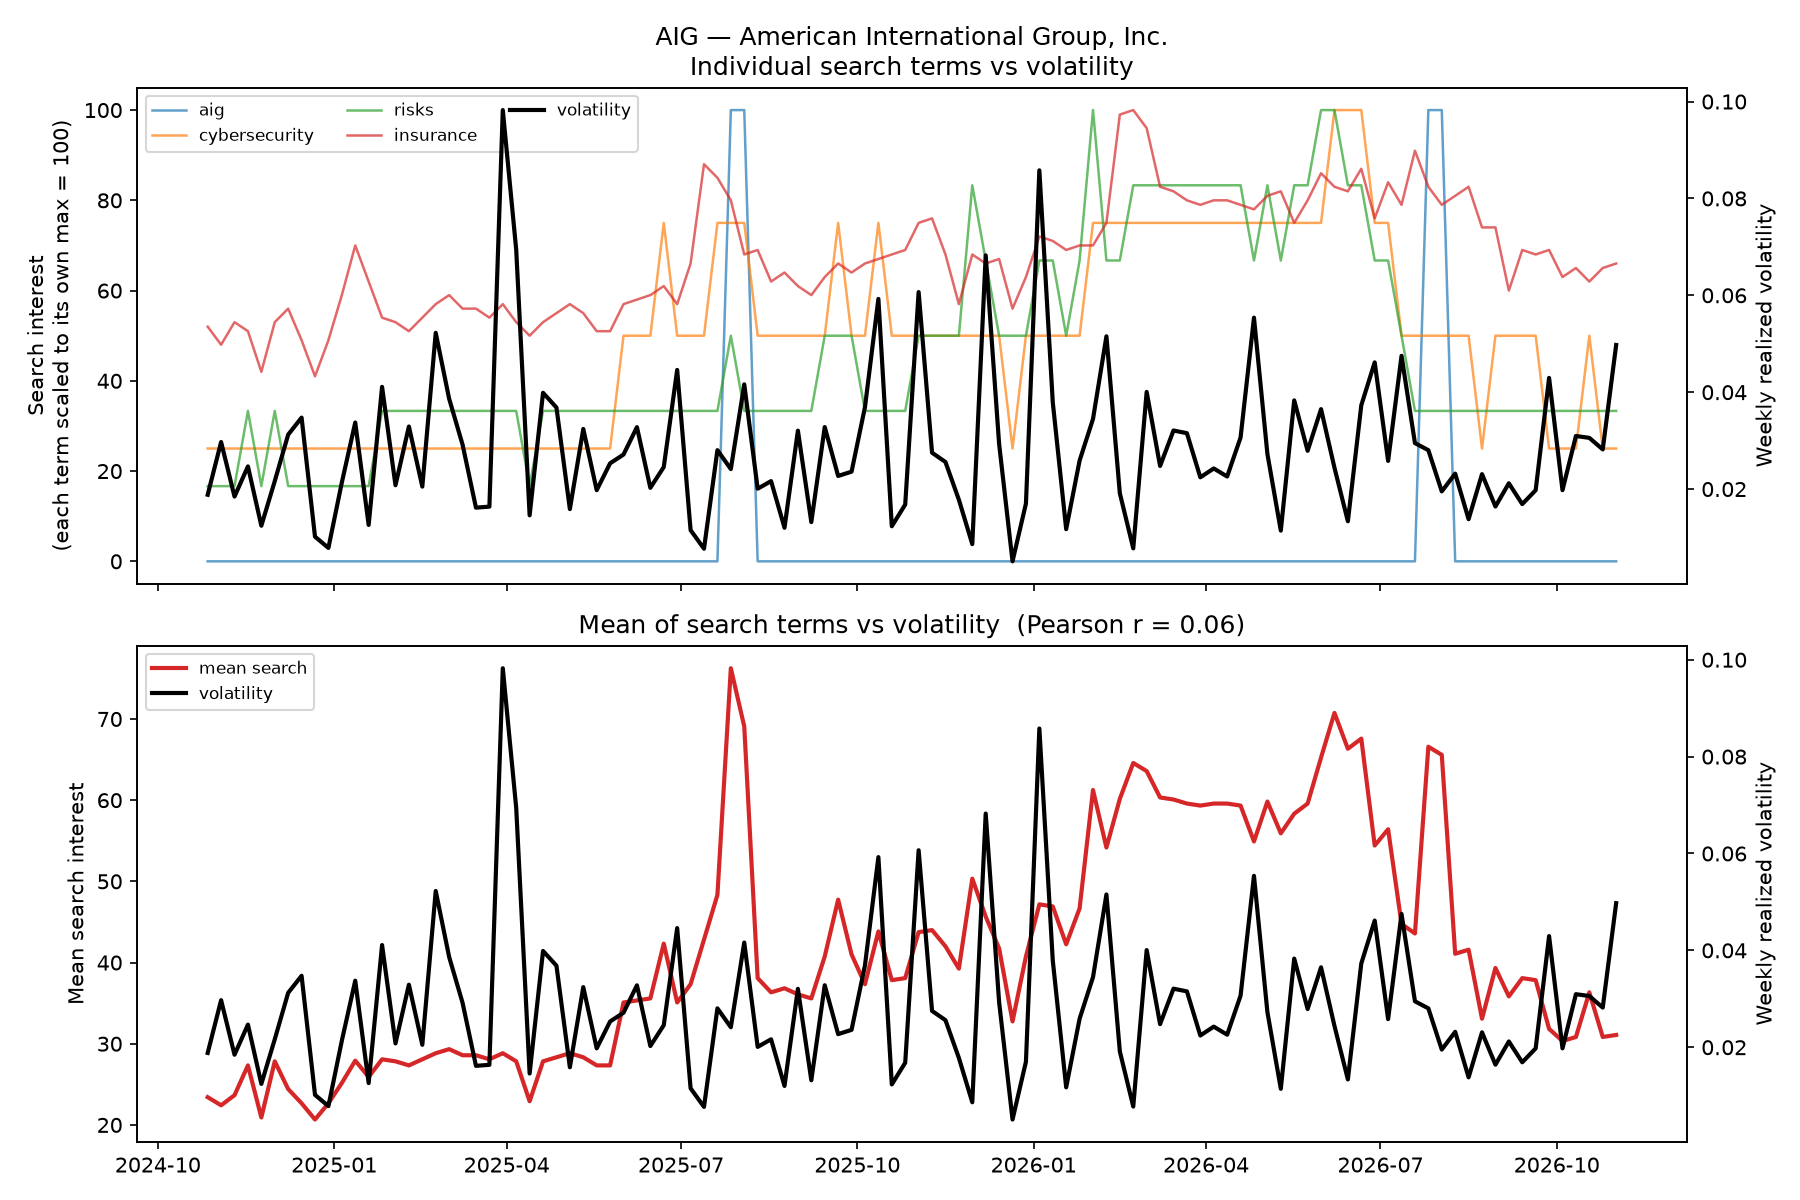 AIG — American International Group, Inc.
Individual search terms vs volatility
aig
cybersecurity
risks
insurance
volatility
Search interest
(each term scaled to its own max = 100)
100
80
60
40
20
0
0.10
0.08
0.06
0.04
0.02
Weekly realized volatility
Mean of search terms vs volatility (Pearson r = 0.06)
mean search
volatility
Mean search interest
70
60
50
40
30
20
0.10
0.08
0.06
0.04
0.02
Weekly realized volatility
2024-10
2025-01
2025-04
2025-07
2025-10
2026-01
2026-04
2026-07
2026-10